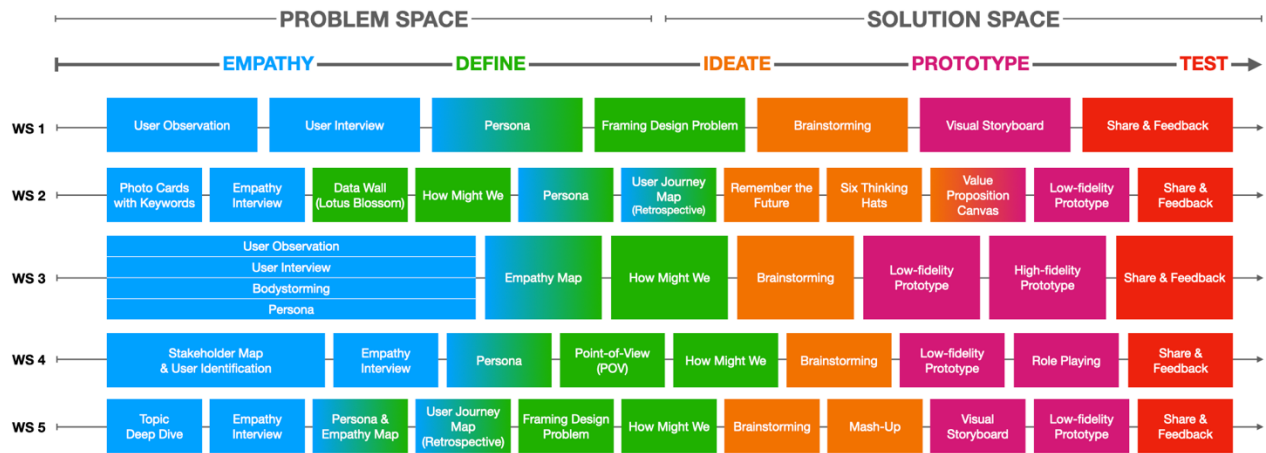 PROBLEM SPACE SOLUTION SPACE
EMPATHY DEFINE IDEATE PROTOTYPE TEST
WS 1
User Observation
User Interview
Persona
Framing Design Problem
Brainstorming
Visual Storyboard
Share & Feedback
WS 2
Photo Cards
with Keywords
Empathy
Interview
Data Wall
(Lotus Blossom)
How Might We
Persona
User Journey
Map
(Retrospective)
Remember the
Future
Six Thinking
Hats
Value
Proposition
Canvas
Low-fidelity
Prototype
Share &
Feedback
WS 3
User Observation
User Interview
Bodystorming
Persona
Empathy Map
How Might We
Brainstorming
Low-fidelity
Prototype
High-fidelity
Prototype
Share & Feedback
WS 4
Stakeholder Map
& User Identification
Empathy
Interview
Persona
Point-of-View
(POV)
How Might We
Brainstorming
Low-fidelity
Prototype
Role Playing
Share &
Feedback
WS 5
Topic
Deep Dive
Empathy
Interview
Persona &
Empathy Map
User Journey
Map
(Retrospective)
Framing Design
Problem
How Might We
Brainstorming
Mash-Up
Visual
Storyboard
Low-fidelity
Prototype
Share &
Feedback